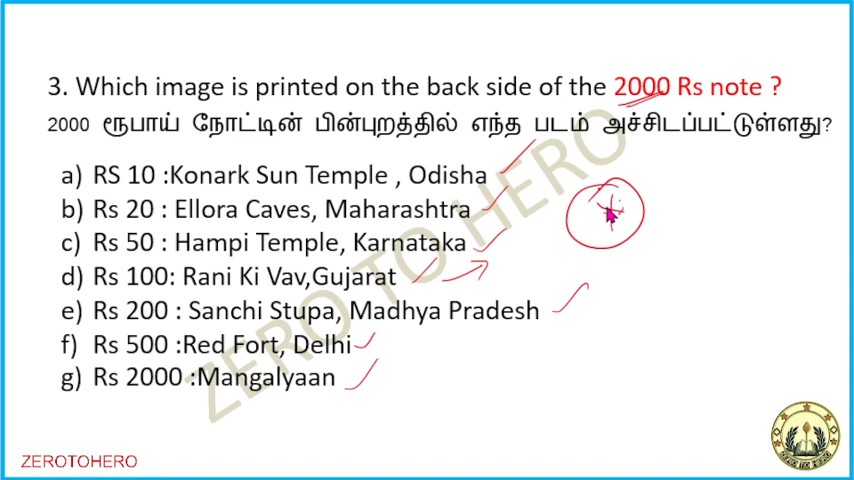 3. Which image is printed on the back side of the 2000 Rs note ?
2000 ரூபாய் நோட்டின் பின்புறத்தில் எந்த படம் அச்சிடப்பட்டுள்ளது?
a) RS 10 :Konark Sun Temple , Odisha
b) Rs 20 : Ellora Caves, Maharashtra
c) Rs 50 : Hampi Temple, Karnataka
d) Rs 100: Rani Ki Vav,Gujarat
e) Rs 200 : Sanchi Stupa, Madhya Pradesh
f) Rs 500 :Red Fort, Delhi
g) Rs 2000 :Mangalyaan
ZERO TO HERO
ZEROTOHERO
ZERO TO HERO